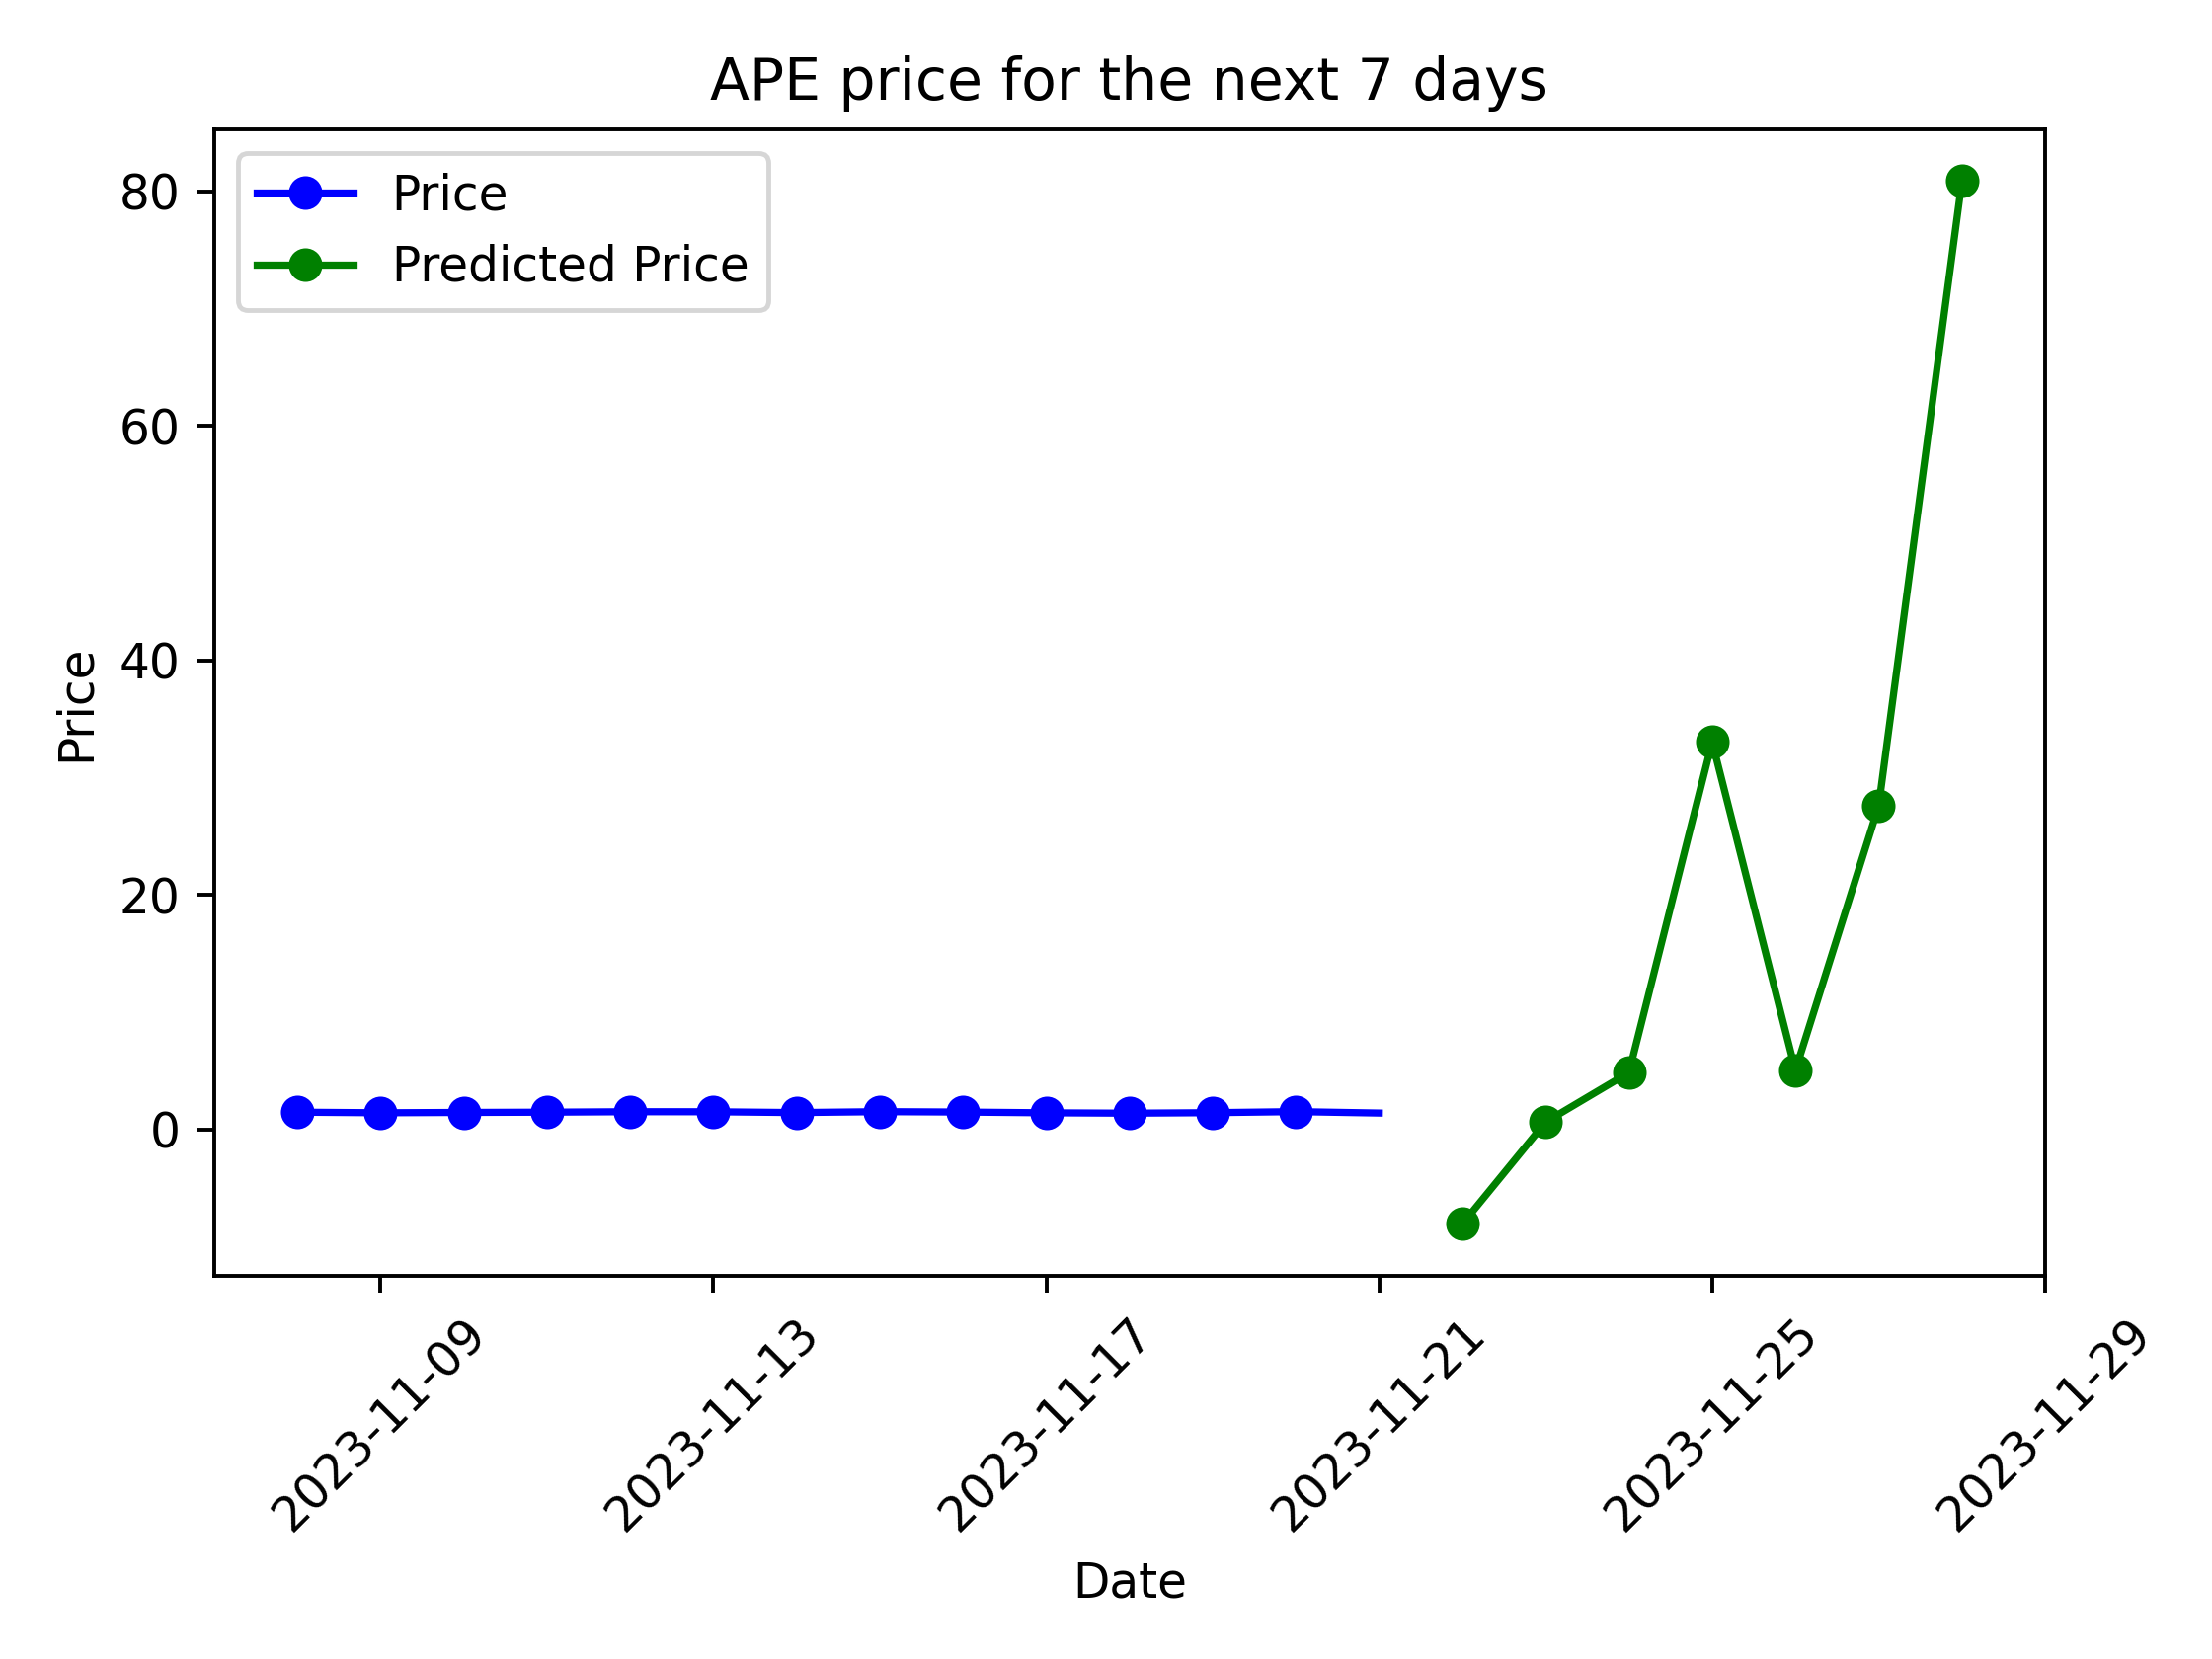 APE price for the next 7 days
Price
Predicted Price
80
60
40
20
0
Price
2023-11-09
2023-11-13
2023-11-17
2023-11-21
2023-11-25
2023-11-29
Date